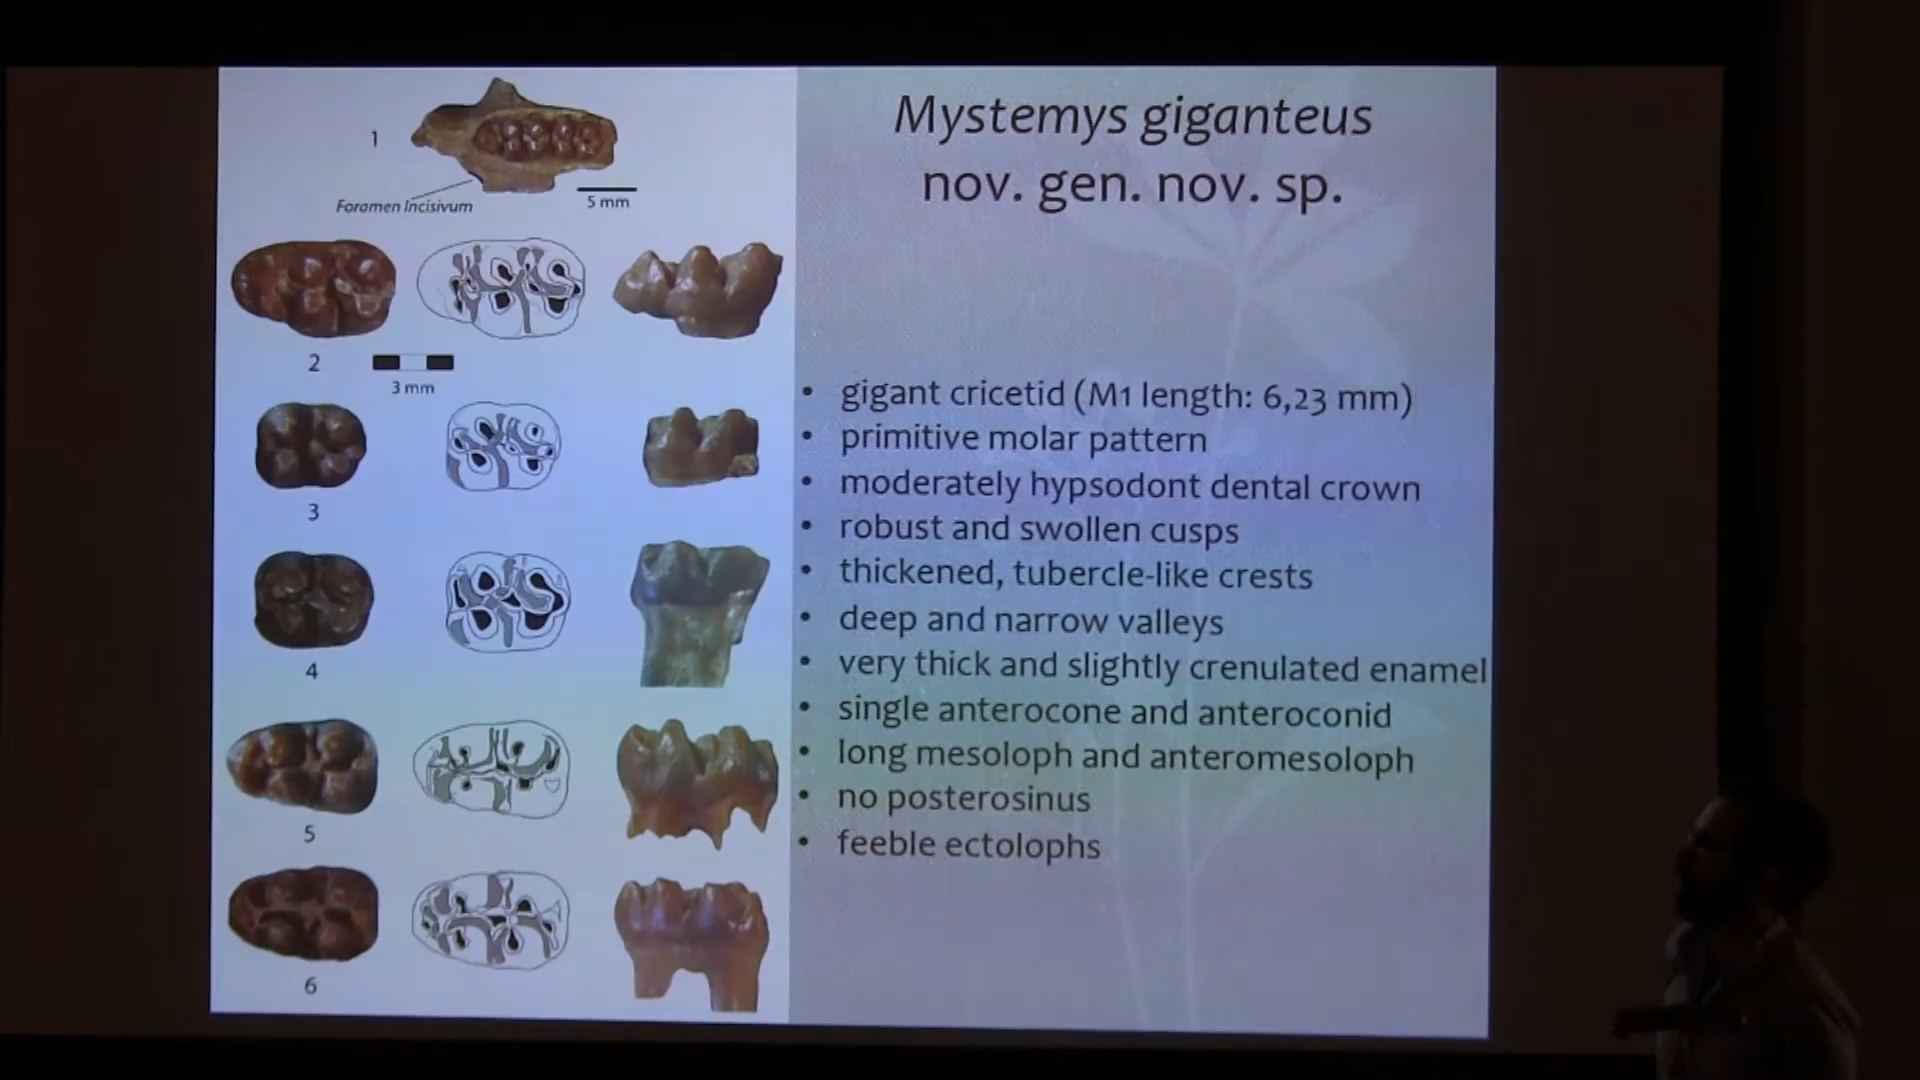 1
Foramen Incisivum
5 mm
2
3 mm
3
4
5
6
Mystemys giganteus
nov. gen. nov. sp.
• gigant cricetid (M1 length: 6,23 mm)
• primitive molar pattern
• moderately hypsodont dental crown
• robust and swollen cusps
• thickened, tubercle-like crests
• deep and narrow valleys
• very thick and slightly crenulated enamel
• single anterocone and anteroconid
• long mesoloph and anteromesoloph
• no posterosinus
• feeble ectolophs